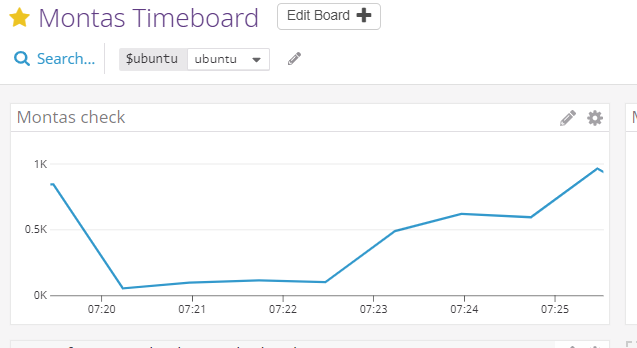 Montas Timeboard
Edit Board
Search...
$ubuntu
ubuntu
Montas check
1K
0.5K
0K
07:20
07:21
07:22
07:23
07:24
07:25
M